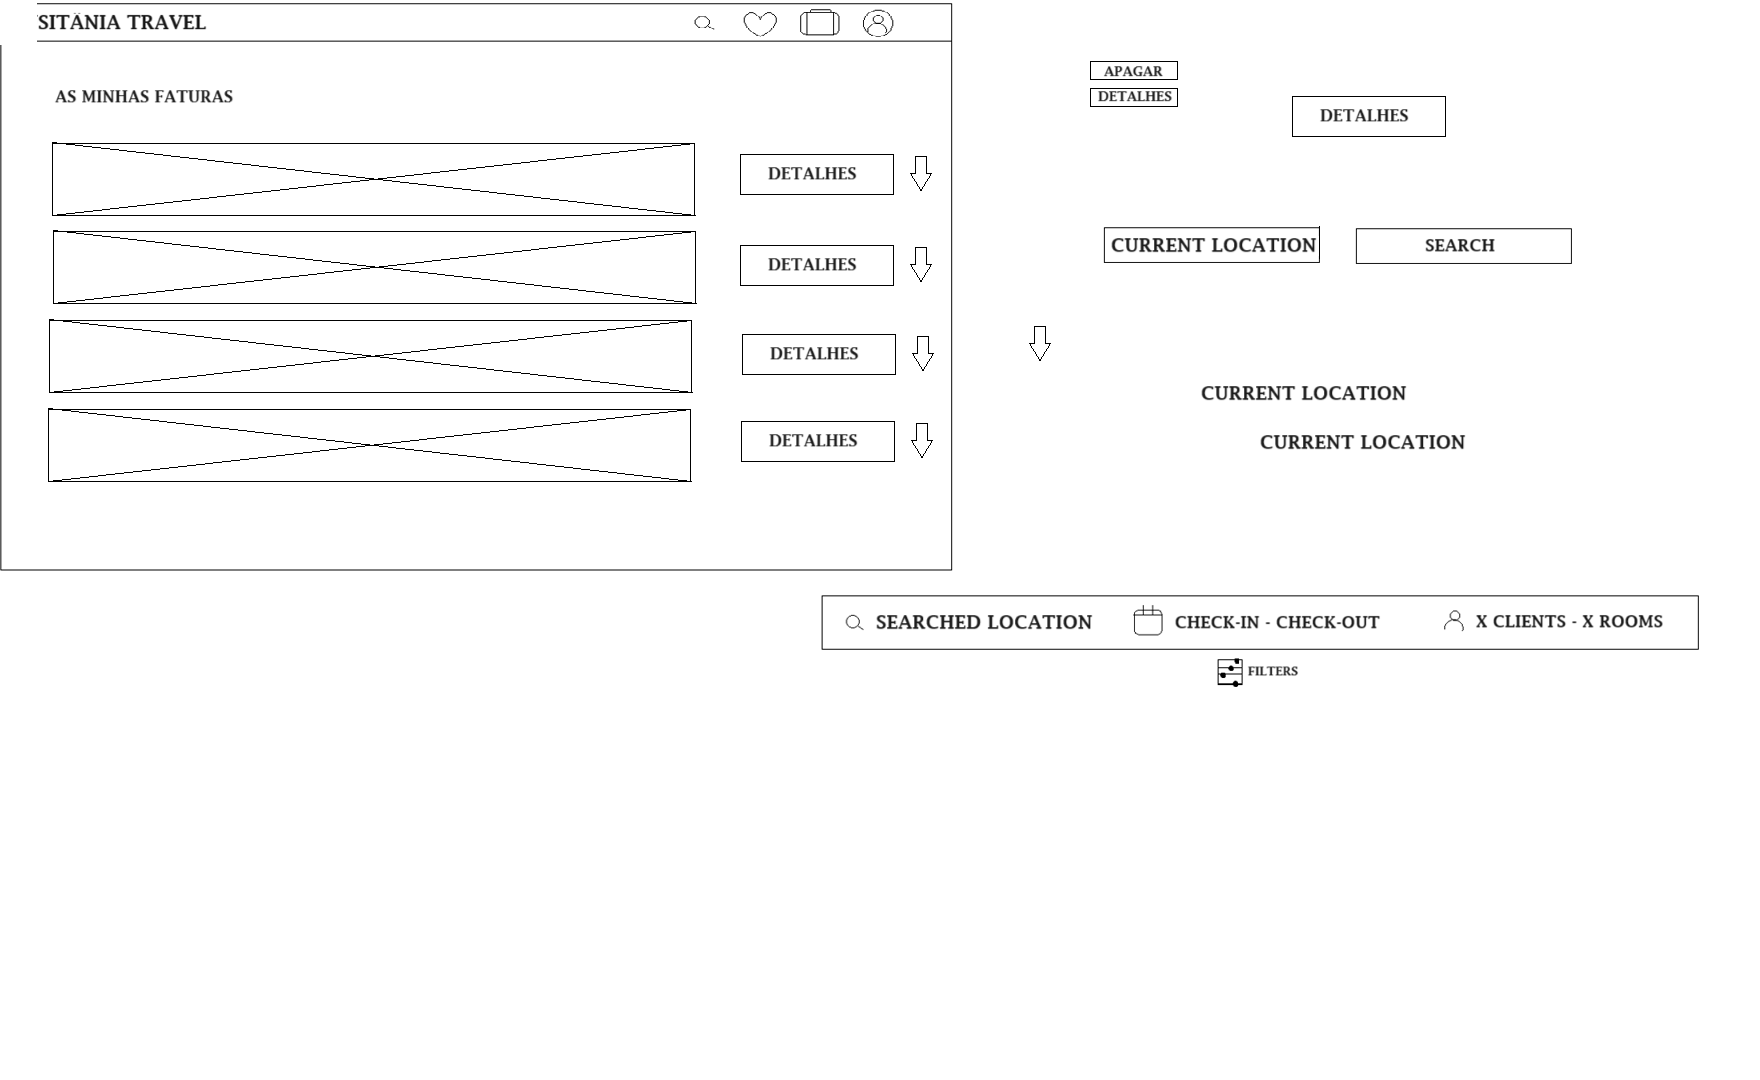 SITÂNIA TRAVEL
AS MINHAS FATURAS
DETALHES
DETALHES
DETALHES
DETALHES
APAGAR
DETALHES
DETALHES
CURRENT LOCATION
SEARCH
CURRENT LOCATION
CURRENT LOCATION
SEARCHED LOCATION
CHECK-IN - CHECK-OUT
X CLIENTS - X ROOMS
FILTERS